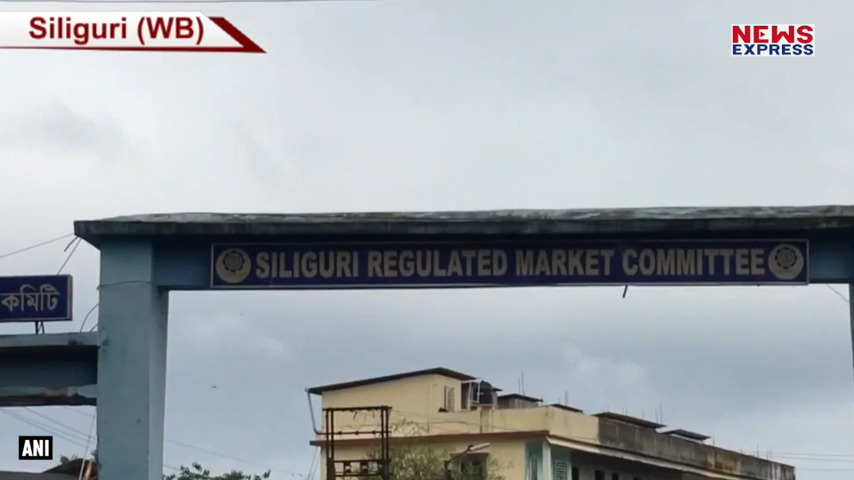 Siliguri (WB)
NEWS
EXPRESS
SILIGURI REGULATED MARKET COMMITTEE
কমিটি
ANI